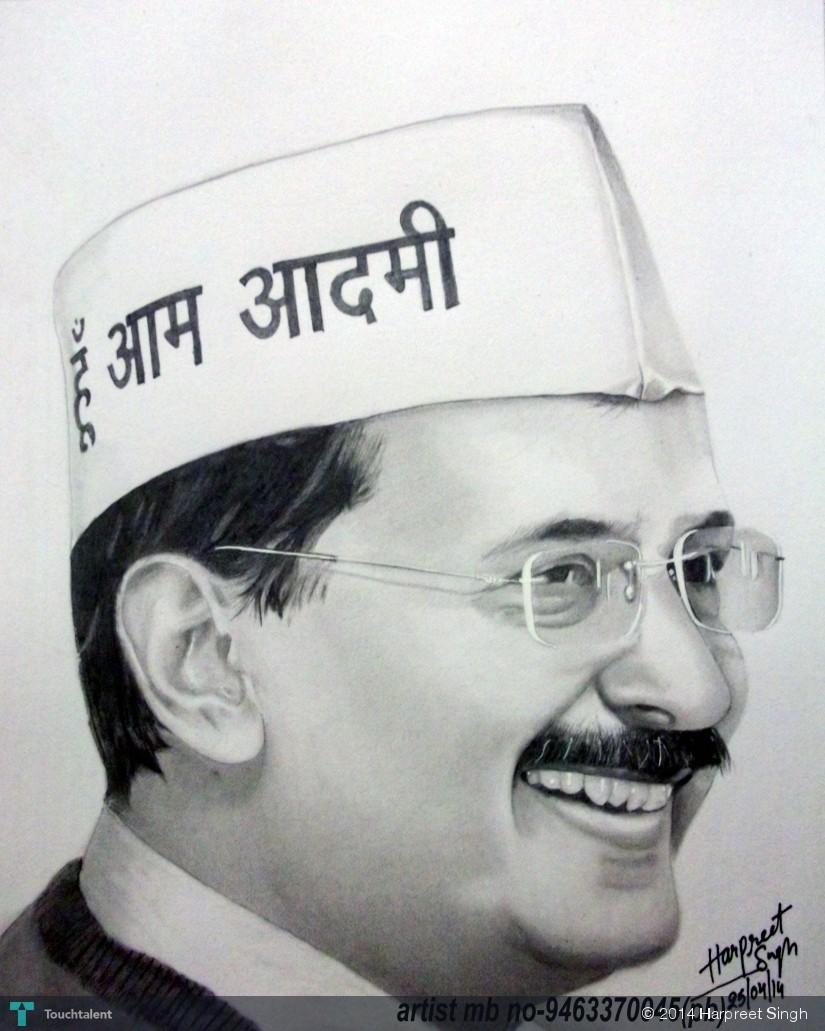 हूँ आम आदमी
Harpreet
Singh
25/04/14
artist mb no-9463370045(pb)
Touchtalent
© 2014 Harpreet Singh